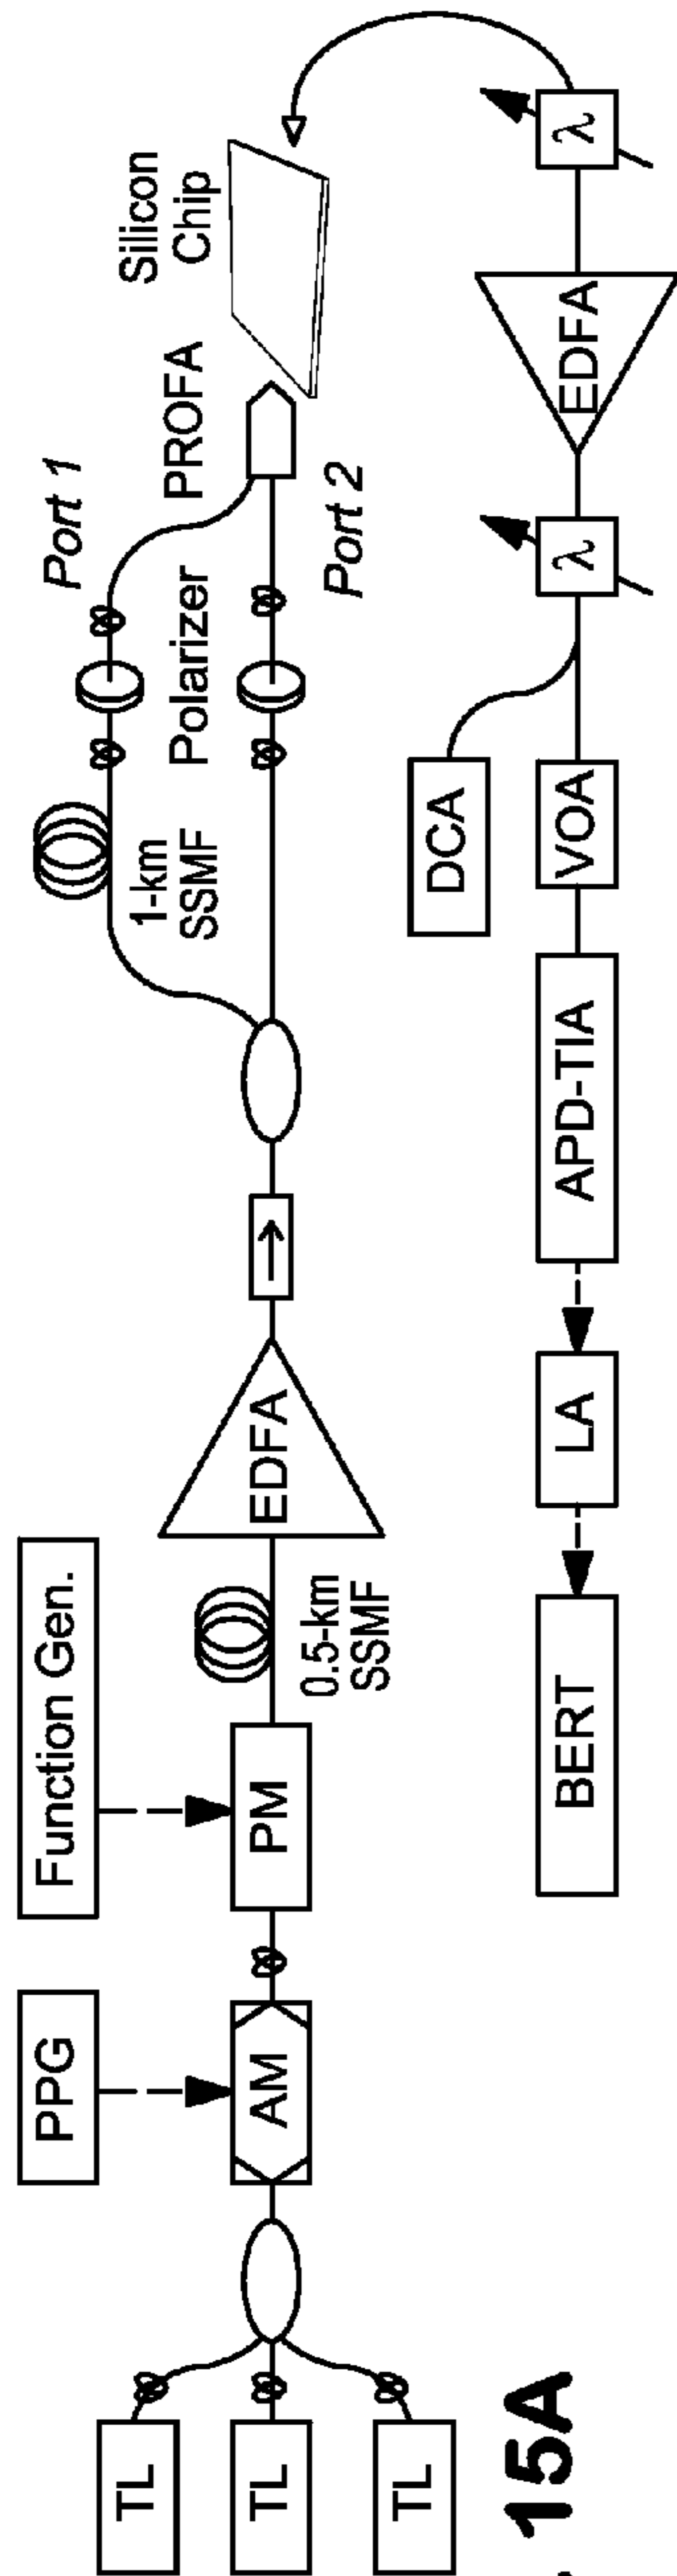 TL
TL
TL
PPG
AM
Function Gen.
PM
0.5-km
SSMF
EDFA
1-km
SSMF
Polarizer
Port 1
PROFA
Port 2
Silicon
Chip
λ
EDFA
λ
DCA
VOA
APD-TIA
LA
BERT
15A